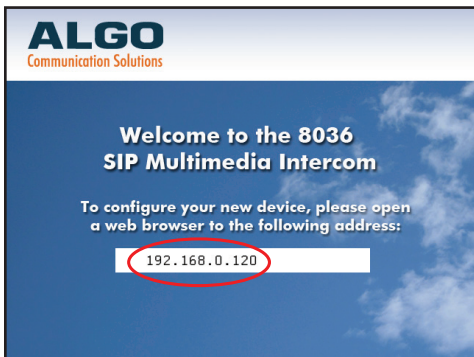 ALGO
Communication Solutions
Welcome to the 8036
SIP Multimedia Intercom
To configure your new device, please open
a web browser to the following address:
192.168.0.120